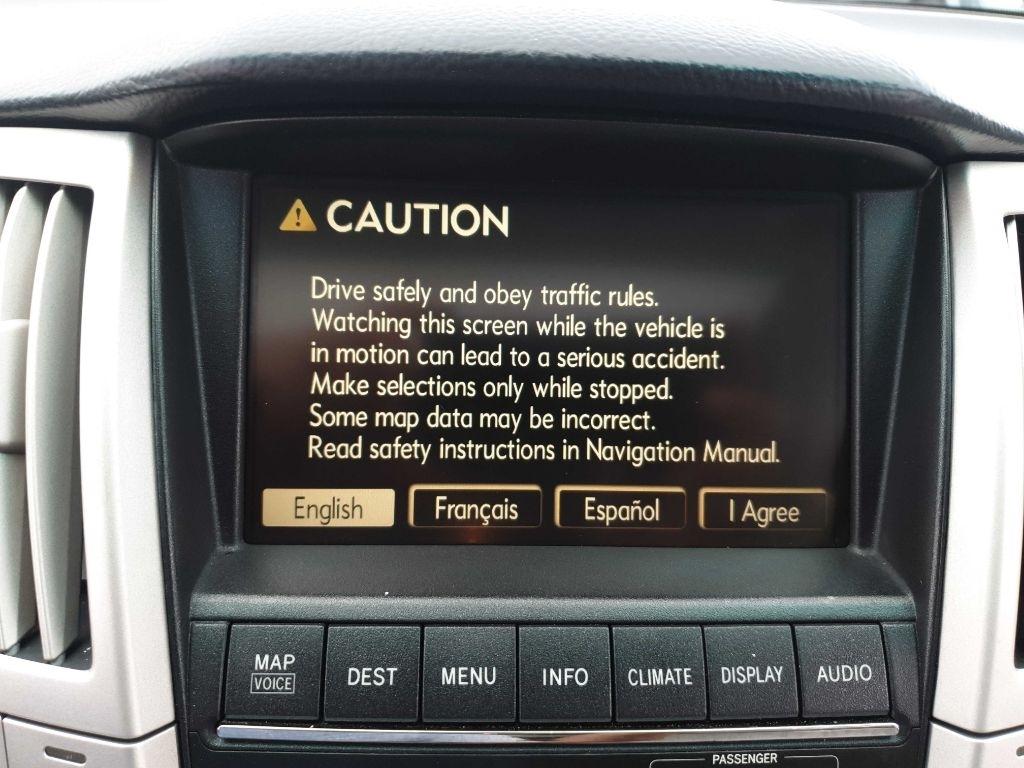 CAUTION
Drive safely and obey traffic rules.
Watching this screen while the vehicle is
in motion can lead to a serious accident.
Make selections only while stopped.
Some map data may be incorrect.
Read safety instructions in Navigation Manual.
English Français Español I Agree
MAP DEST MENU INFO CLIMATE DISPLAY AUDIO
VOICE
PASSENGER